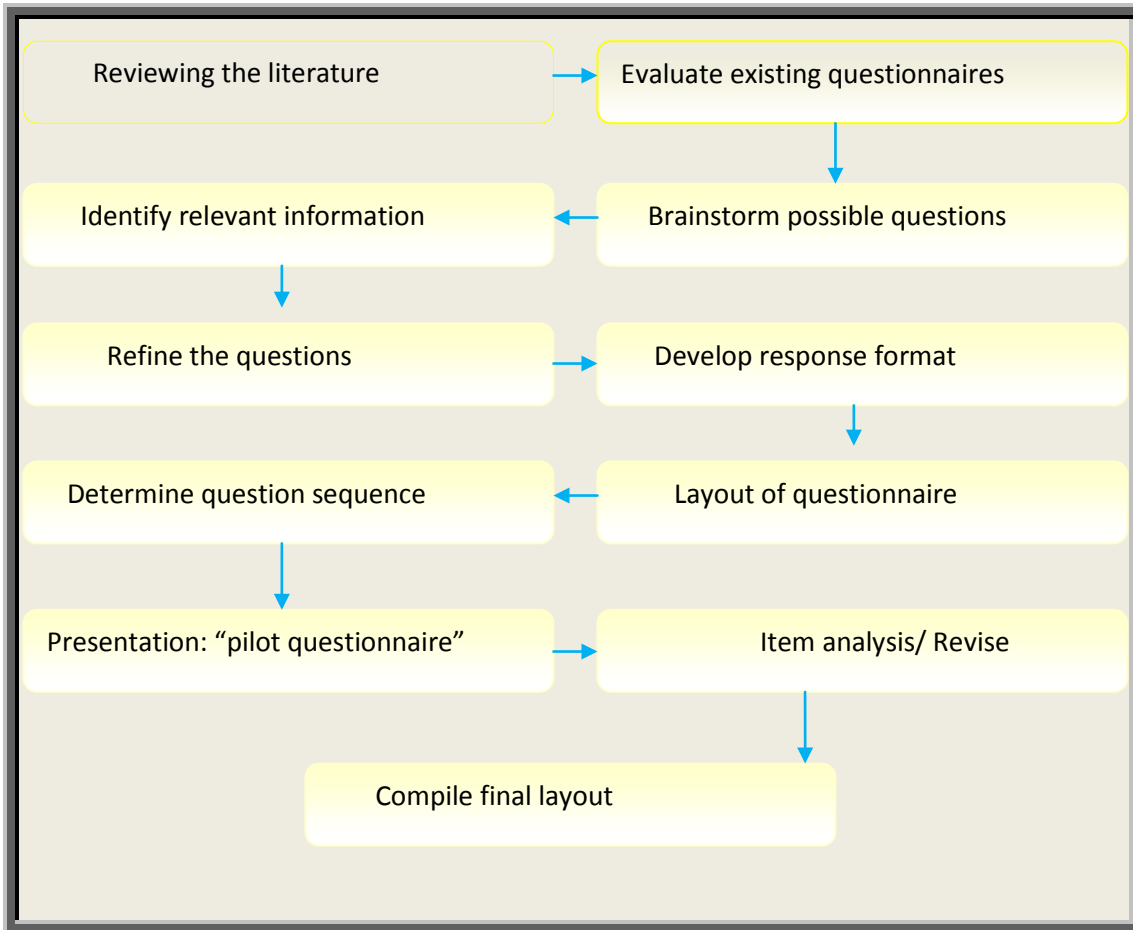 Reviewing the literature
Evaluate existing questionnaires
Identify relevant information
Brainstorm possible questions
Refine the questions
Develop response format
Determine question sequence
Layout of questionnaire
Presentation: “pilot questionnaire”
Item analysis/ Revise
Compile final layout